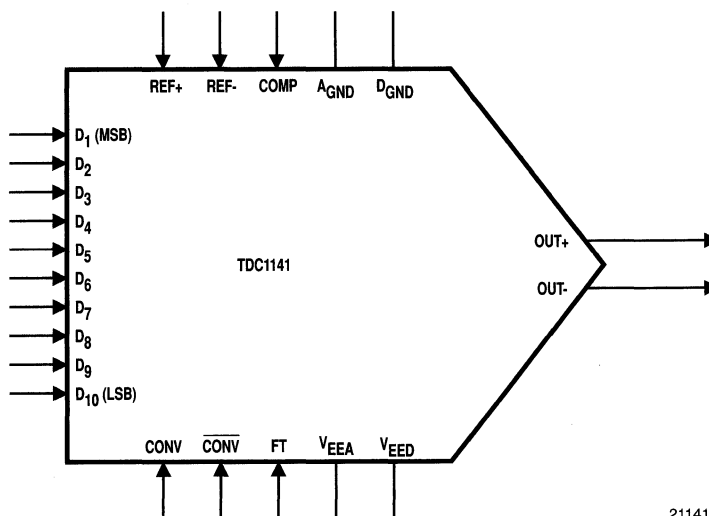 REF+ REF- COMP AGND DGND
D1 (MSB)
D2
D3
D4
D5
D6
D7
D8
D9
D10 (LSB)
TDC1141
OUT+
OUT-
CONV CONV FT VEEA VEED
21141